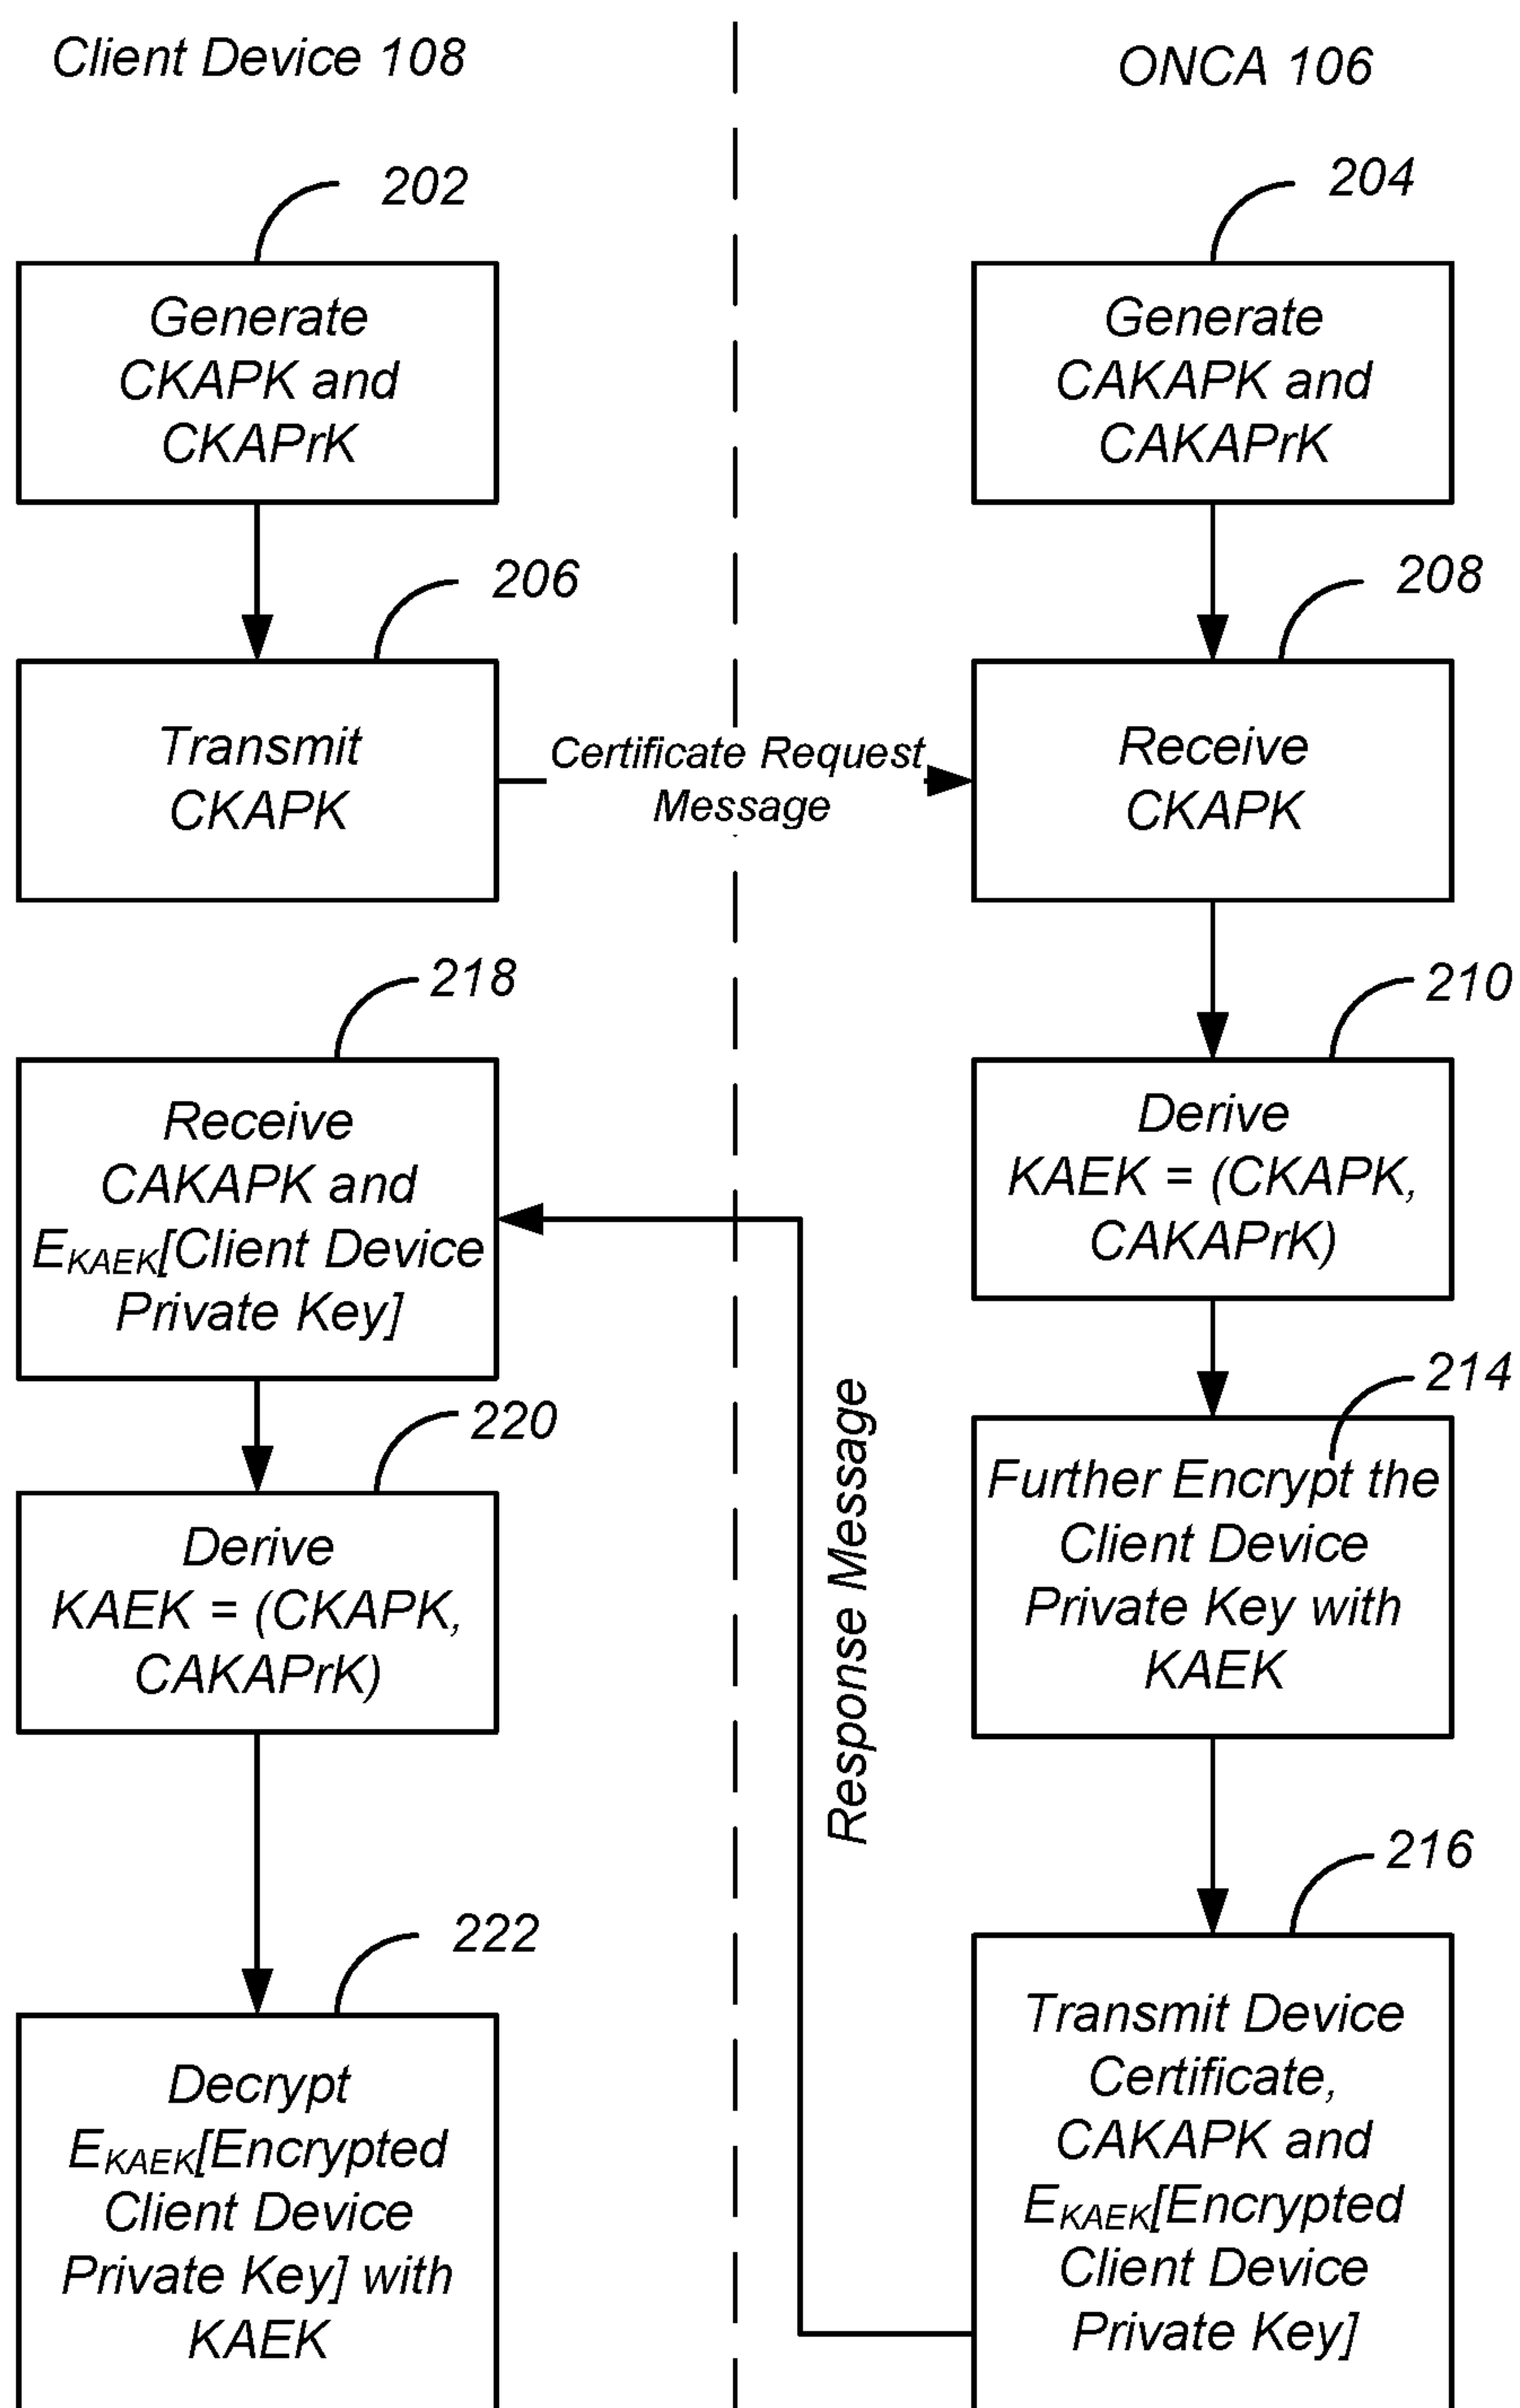 Client Device 108
ONCA 106
202
204
Generate
CKAPK and
CKAPrK
Generate
CAKAPK and
CAKAPrK
206
208
Transmit
CKAPK
Certificate Request
Message
Receive
CKAPK
218
210
Receive
CAKAPK and
EKAEK[Client Device
Private Key]
Derive
KAEK = (CKAPK,
CAKAPrK)
220
214
Derive
KAEK = (CKAPK,
CAKAPrK)
Response Message
Further Encrypt the
Client Device
Private Key with
KAEK
222
216
Decrypt
EKAEK[Encrypted
Client Device
Private Key] with
KAEK
Transmit Device
Certificate,
CAKAPK and
EKAEK[Encrypted
Client Device
Private Key]